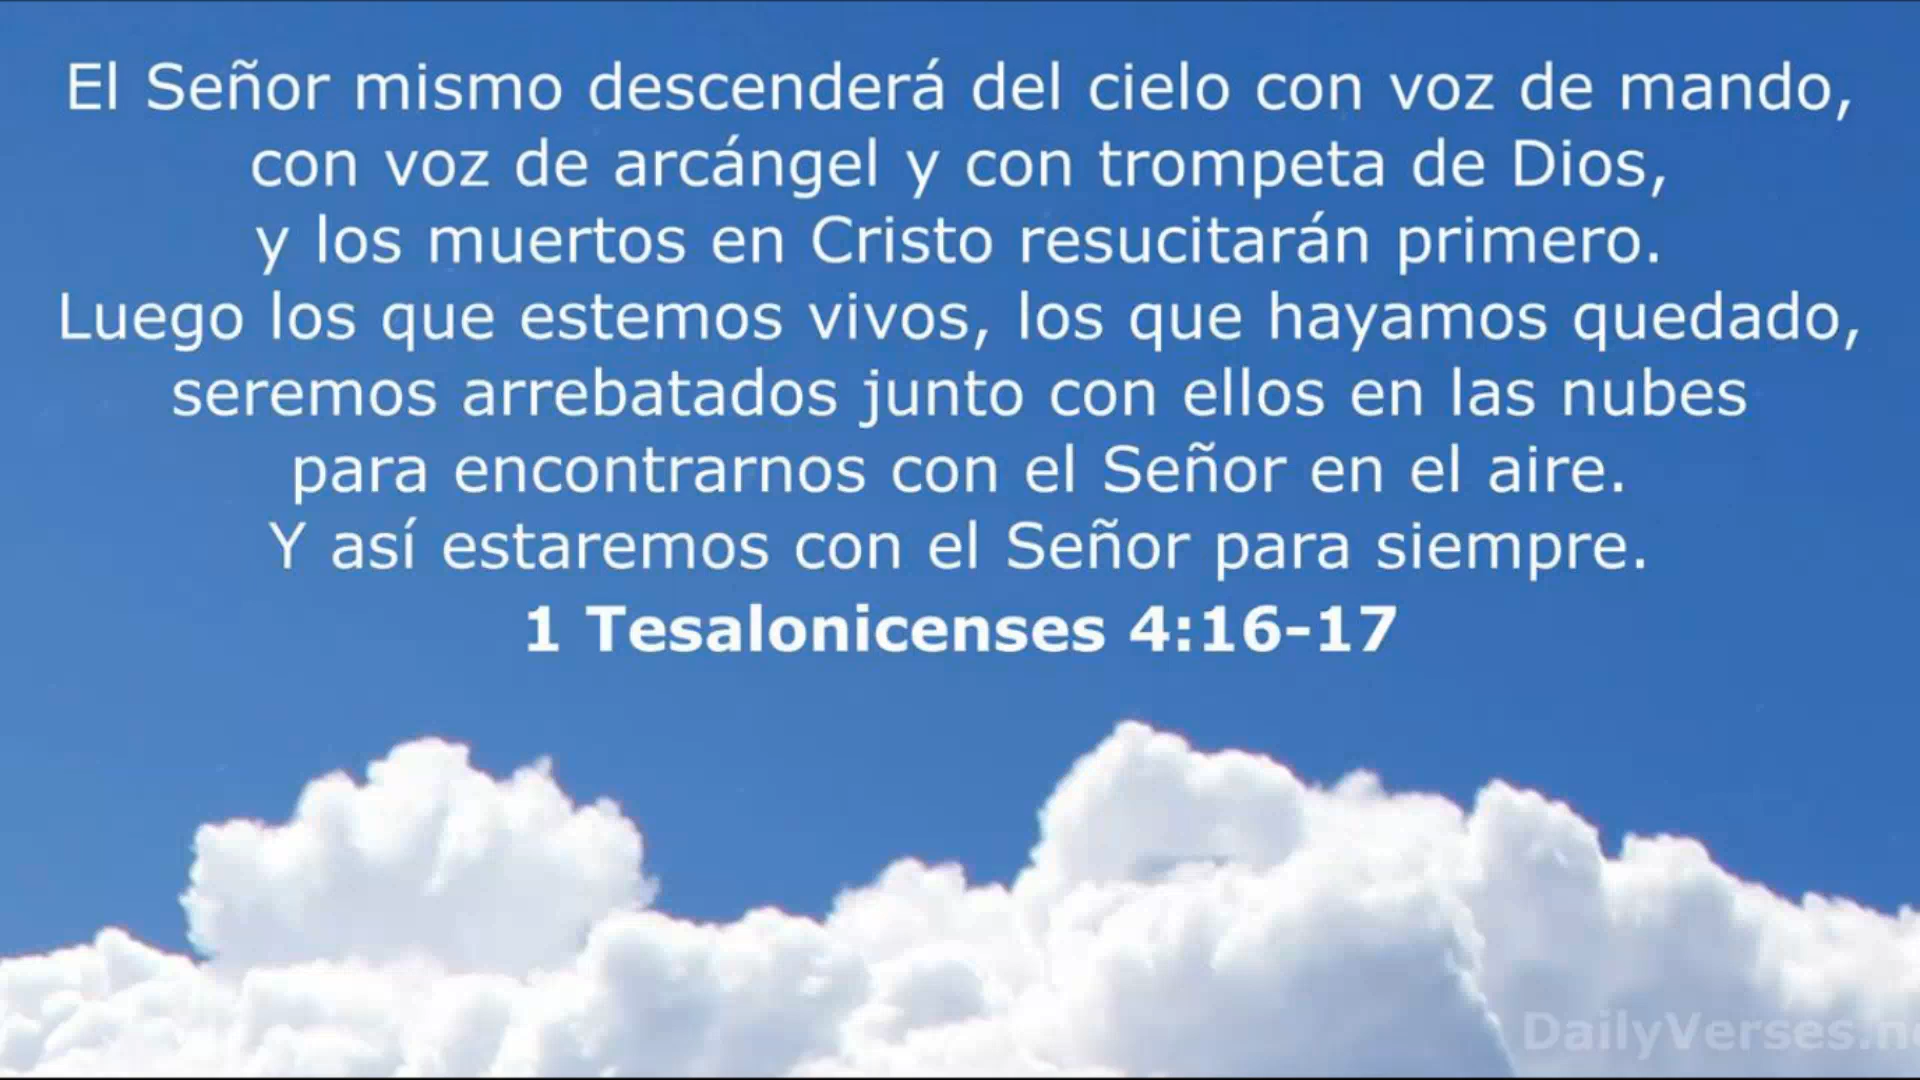 El Señor mismo descenderá del cielo con voz de mando,
con voz de arcángel y con trompeta de Dios,
y los muertos en Cristo resucitarán primero.
Luego los que estemos vivos, los que hayamos quedado,
seremos arrebatados junto con ellos en las nubes
para encontrarnos con el Señor en el aire.
Y así estaremos con el Señor para siempre.
1 Tesalonicenses 4:16-17
DailyVerses.ne